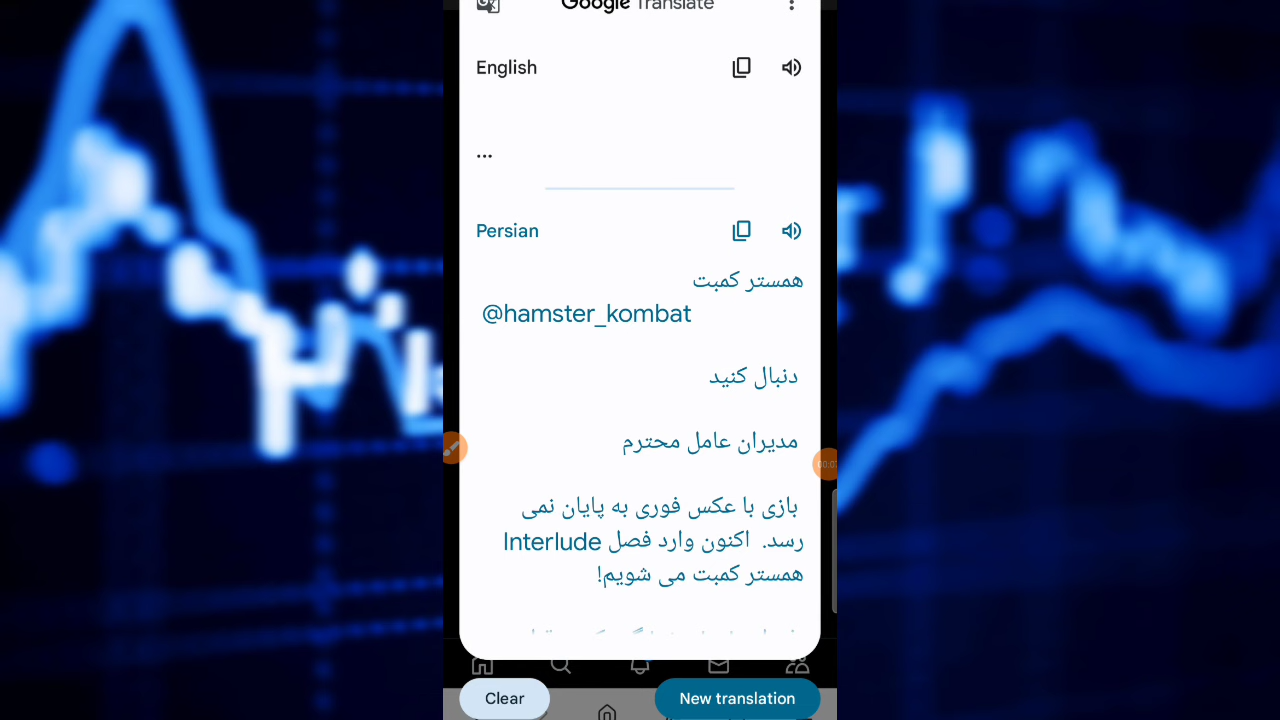 Google Translate
English
...
Persian
همستر کمبت
@hamster_kombat
دنبال کنید
مدیران عامل محترم
بازی با عکس فوری به پایان نمی
رسد. اکنون وارد فصل Interlude
همستر کمبت می شویم!
Clear
New translation